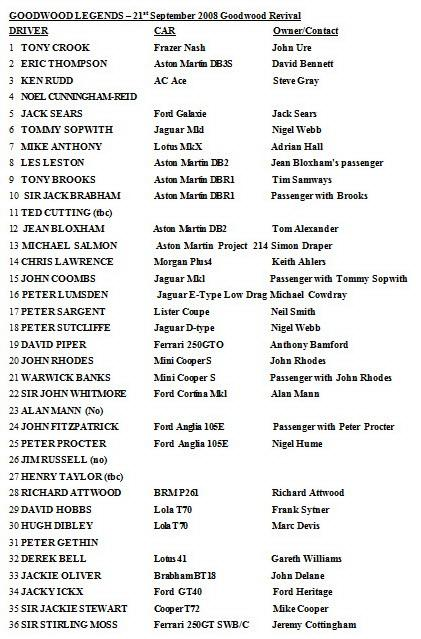 GOODWOOD LEGENDS – 21st September 2008 Goodwood Revival
DRIVER CAR Owner/Contact
1 TONY CROOK Frazer Nash John Ure
2 ERIC THOMPSON Aston Martin DB3S David Bennett
3 KEN RUDD AC Ace Steve Gray
4 NOEL CUNNINGHAM-REID
5 JACK SEARS Ford Galaxie Jack Sears
6 TOMMY SOPWITH Jaguar Mkl Nigel Webb
7 MIKE ANTHONY Lotus MkX Adrian Hall
8 LES LESTON Aston Martin DB2 Jean Bloxham's passenger
9 TONY BROOKS Aston Martin DBR1 Tim Samways
10 SIR JACK BRABHAM Aston Martin DBR1 Passenger with Brooks
11 TED CUTTING (tbc)
12 JEAN BLOXHAM Aston Martin DB2 Tom Alexander
13 MICHAEL SALMON Aston Martin Project 214 Simon Draper
14 CHRIS LAWRENCE Morgan Plus4 Keith Ahlers
15 JOHN COOMBS Jaguar Mkl Passenger with Tommy Sopwith
16 PETER LUMSDEN Jaguar E-Type Low Drag Michael Cowdray
17 PETER SARGENT Lister Coupe Neil Smith
18 PETER SUTCLIFFE Jaguar D-type Nigel Webb
19 DAVID PIPER Ferrari 250GTO Anthony Bamford
20 JOHN RHODES Mini Cooper S John Rhodes
21 WARWICK BANKS Mini Cooper S Passenger with John Rhodes
22 SIR JOHN WHITMORE Ford Cortina Mkl Alan Mann
23 ALAN MANN (No)
24 JOHN FITZPATRICK Ford Anglia 105E Passenger with Peter Procter
25 PETER PROCTER Ford Anglia 105E Nigel Hume
26 JIM RUSSELL (no)
27 HENRY TAYLOR (tbc)
28 RICHARD ATTWOOD BRM P261 Richard Attwood
29 DAVID HOBBS Lola T70 Frank Sytner
30 HUGH DIBLEY Lola T70 Marc Devis
31 PETER GETHIN
32 DEREK BELL Lotus 41 Gareth Williams
33 JACKIE OLIVER Brabham BT18 John Delane
34 JACKY ICKX Ford GT40 Ford Heritage
35 SIR JACKIE STEWART Cooper T72 Mike Cooper
36 SIR STIRLING MOSS Ferrari 250GT SWB/C Jeremy Cottingham